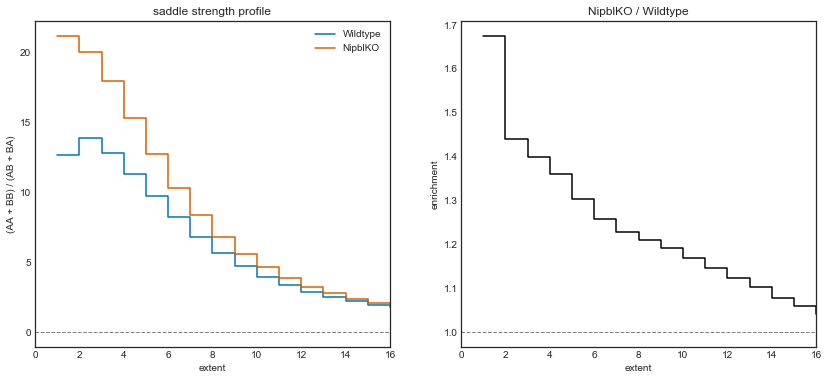 saddle strength profile
Wildtype
NipblKO
(AA + BB) / (AB + BA)
20
15
10
5
0
0 2 4 6 8 10 12 14 16
extent
NipblKO / Wildtype
enrichment
1.7
1.6
1.5
1.4
1.3
1.2
1.1
1.0
0 2 4 6 8 10 12 14 16
extent